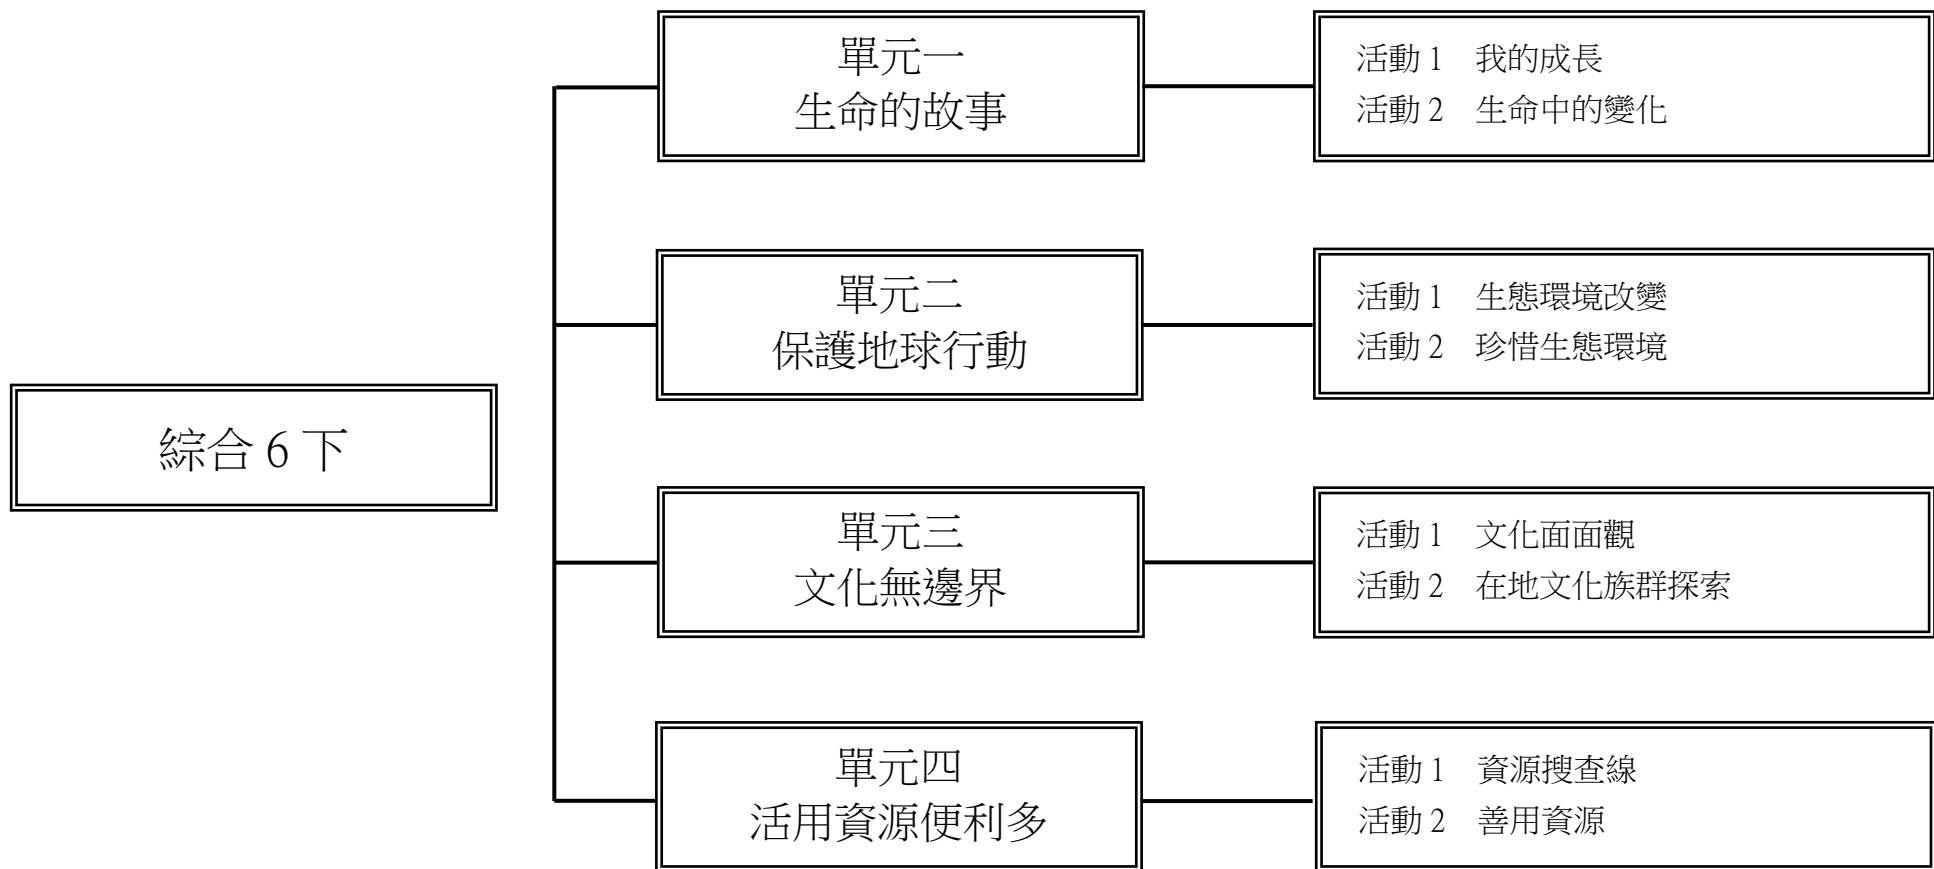 綜合 6 下
單元一
生命的故事
活動 1 我的成長
活動 2 生命中的變化
單元二
保護地球行動
活動 1 生態環境改變
活動 2 珍惜生態環境
單元三
文化無邊界
活動 1 文化面面觀
活動 2 在地文化族群探索
單元四
活用資源便利多
活動 1 資源搜查線
活動 2 善用資源